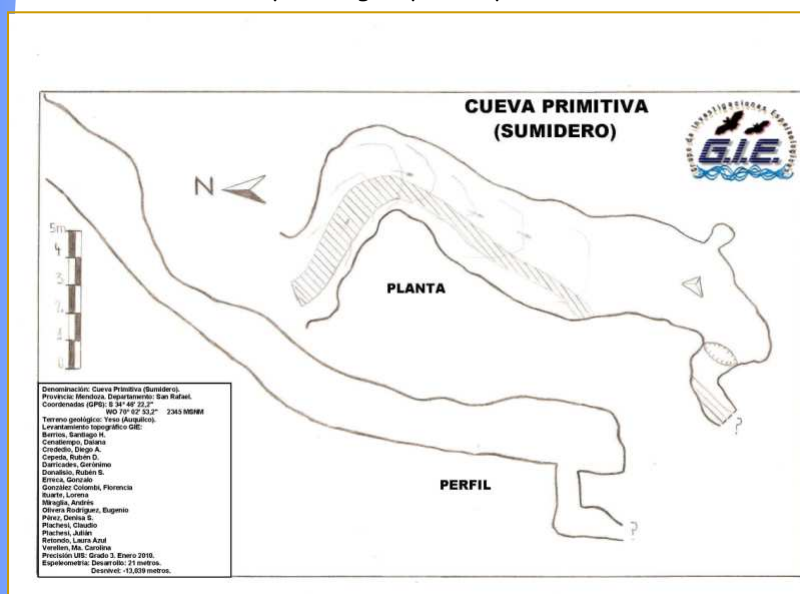 CUEVA PRIMITIVA
(SUMIDERO)
Grupo de Investigaciones Espeleológicas
G.I.E.
N
5m
4
3
2
1
0
PLANTA
?
PERFIL
?
Denominación: Cueva Primitiva (Sumidero).
Provincia: Mendoza. Departamento: San Rafael.
Coordenadas (GPS): S 34° 46' 22,2"
WO 70° 02' 53,2" 2345 MSNM
Terreno geológico: Yeso (Auquilco).
Levantamiento topográfico GIE:
Berrios, Santiago H.
Cenatiempo, Daiana
Crededio, Diego A.
Cepeda, Rubén D.
Darricades, Gerónimo
Donalisio, Rubén S.
Erreca, Gonzalo
González Colombi, Florencia
Ituarte, Lorena
Miraglia, Andrés
Olivera Rodríguez, Eugenio
Pérez, Denisa S.
Plachesi, Claudio
Plachesi, Julián
Retondo, Laura Azul
Verellen, Ma. Carolina
Precisión UIS: Grado 3. Enero 2010.
Espeleometría: Desarrollo: 21 metros.
Desnivel: -13,039 metros.